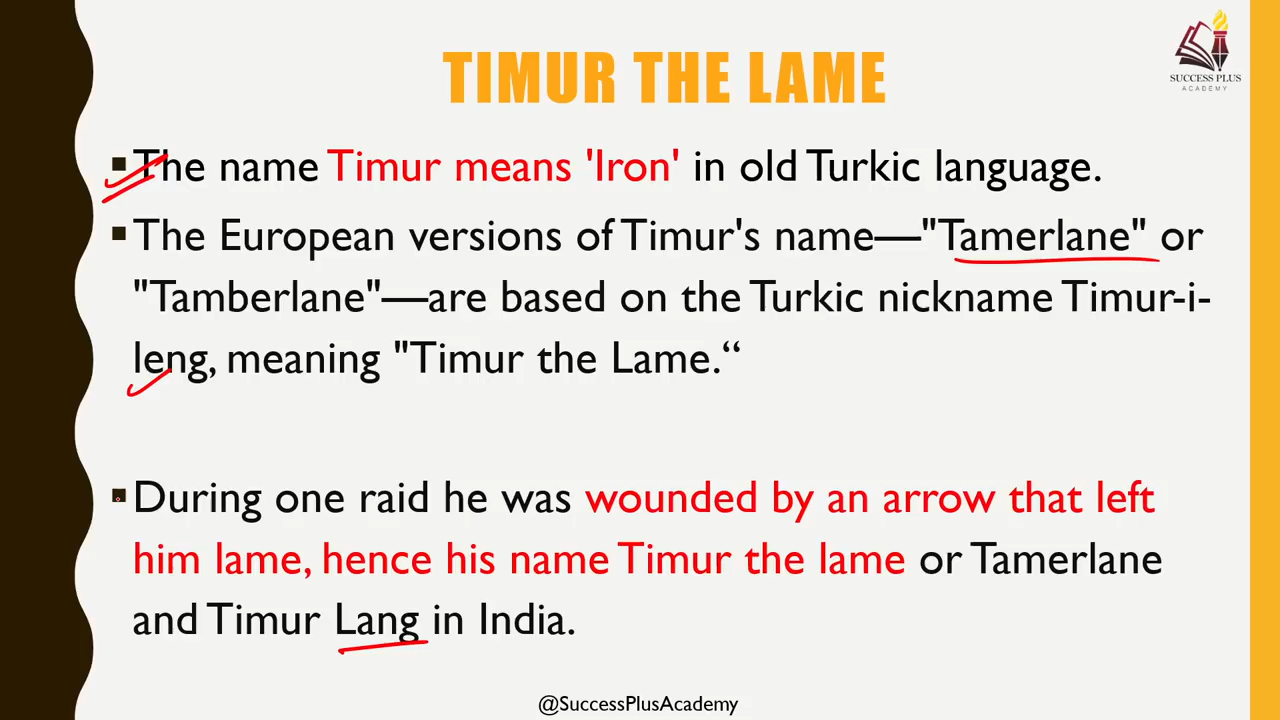 TIMUR THE LAME
SUCCESS PLUS
ACADEMY
▪The name Timur means 'Iron' in old Turkic language.
▪The European versions of Timur's name—"Tamerlane" or
"Tamberlane"—are based on the Turkic nickname Timur-i-
leng, meaning "Timur the Lame.“
▪During one raid he was wounded by an arrow that left
him lame, hence his name Timur the lame or Tamerlane
and Timur Lang in India.
@SuccessPlusAcademy